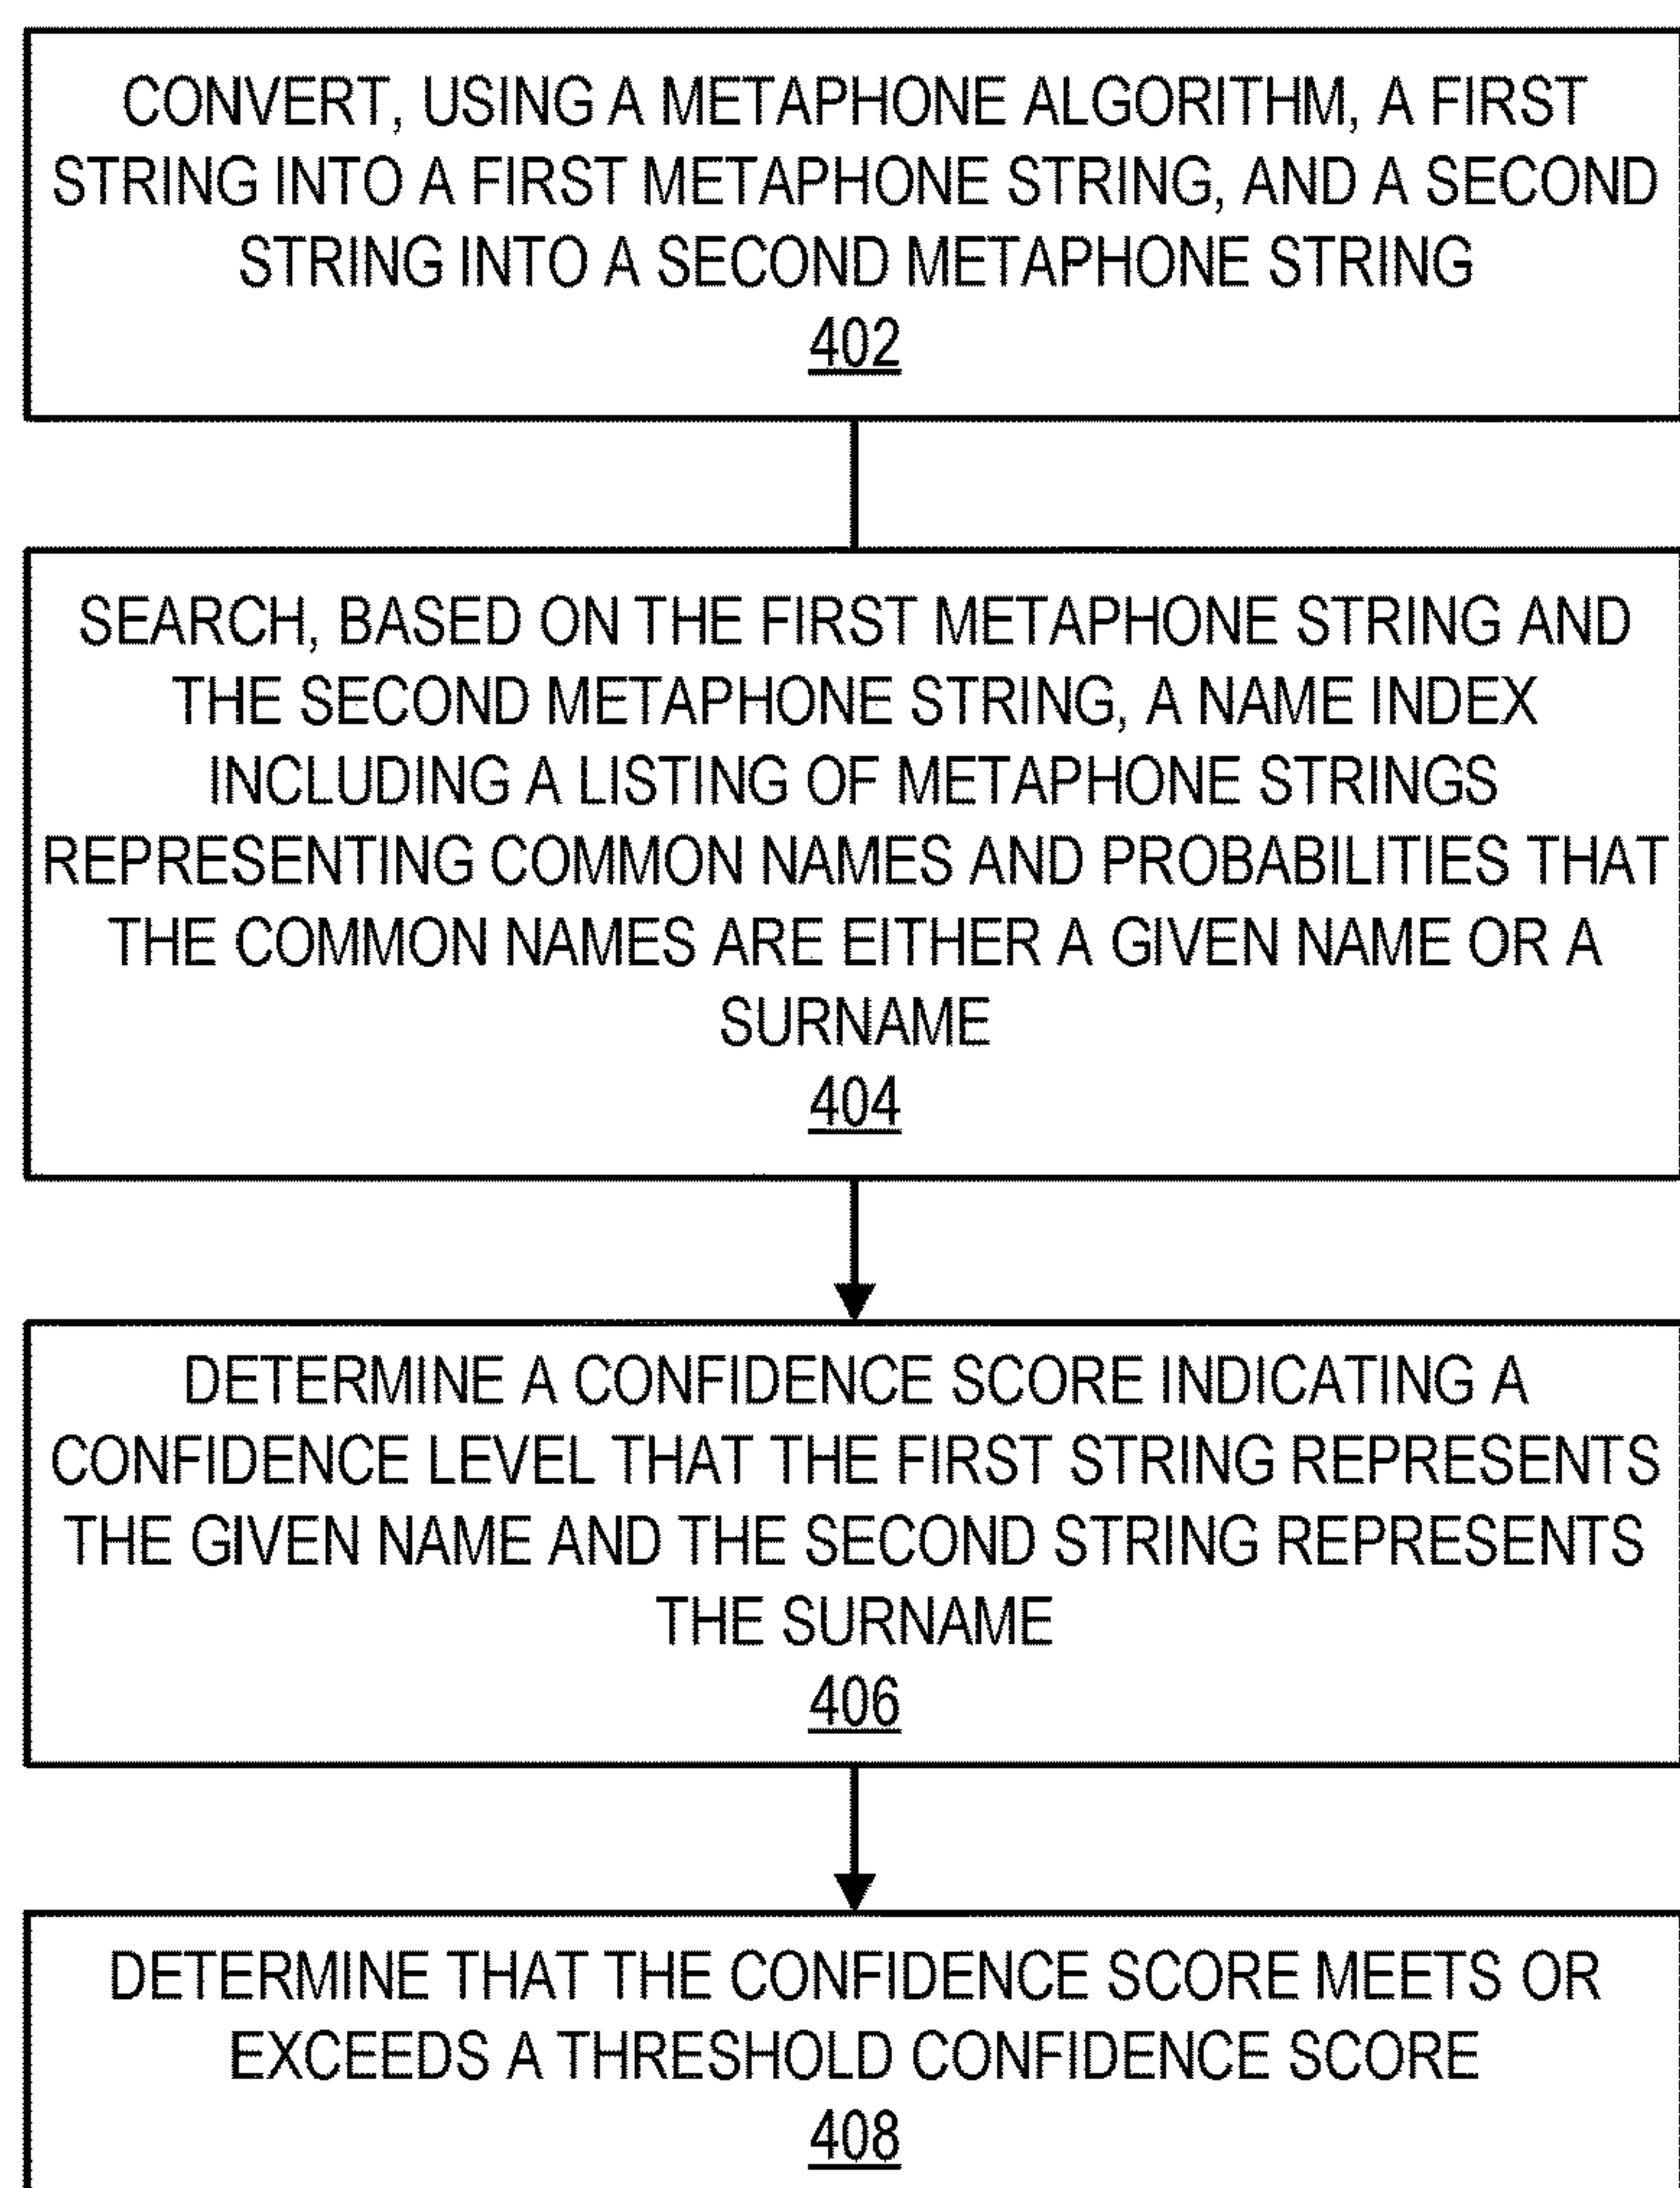 CONVERT, USING A METAPHONE ALGORITHM, A FIRST
STRING INTO A FIRST METAPHONE STRING, AND A SECOND
STRING INTO A SECOND METAPHONE STRING
402
SEARCH, BASED ON THE FIRST METAPHONE STRING AND
THE SECOND METAPHONE STRING, A NAME INDEX
INCLUDING A LISTING OF METAPHONE STRINGS
REPRESENTING COMMON NAMES AND PROBABILITIES THAT
THE COMMON NAMES ARE EITHER A GIVEN NAME OR A
SURNAME
404
DETERMINE A CONFIDENCE SCORE INDICATING A
CONFIDENCE LEVEL THAT THE FIRST STRING REPRESENTS
THE GIVEN NAME AND THE SECOND STRING REPRESENTS
THE SURNAME
406
DETERMINE THAT THE CONFIDENCE SCORE MEETS OR
EXCEEDS A THRESHOLD CONFIDENCE SCORE
408